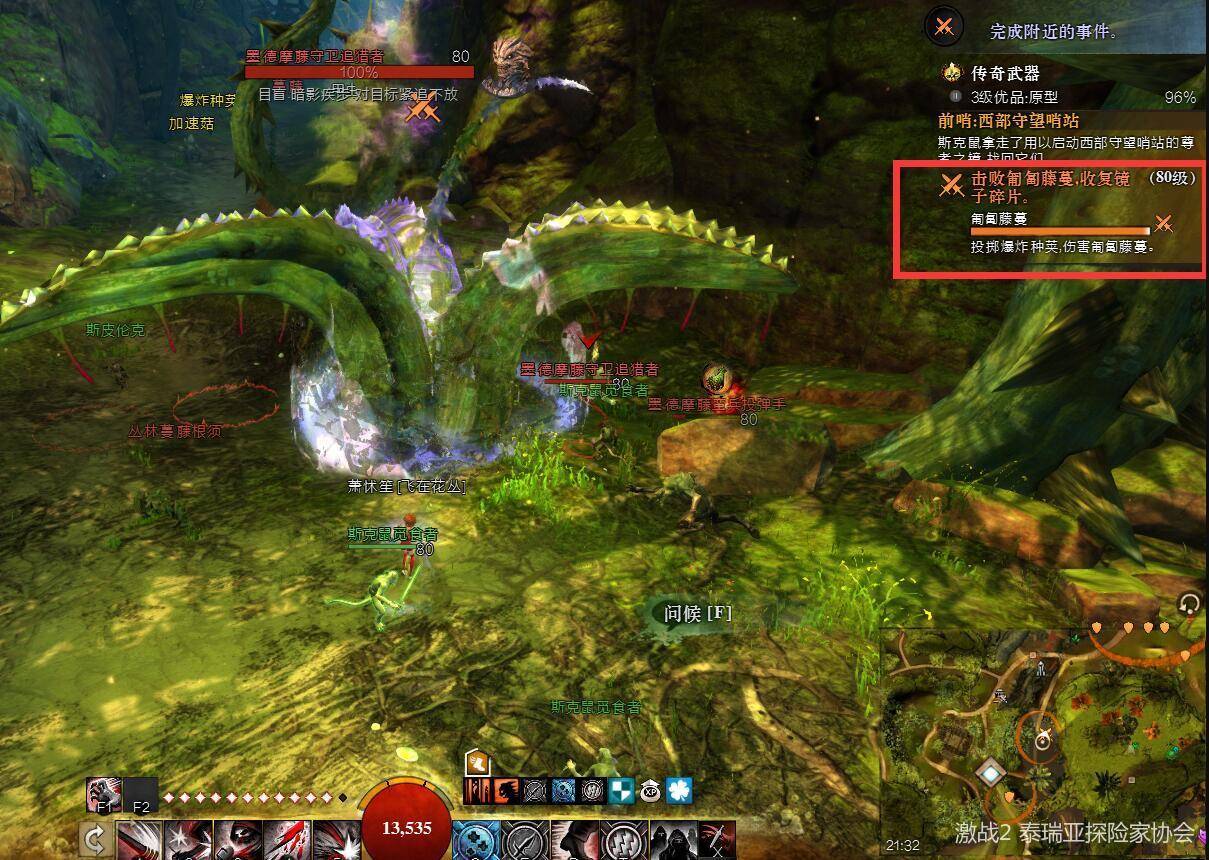 墨德摩藤守卫追猎者
80
100%
目盲 暗影疾步 对目标紧追不放
爆炸种荚
加速菇
完成附近的事件。
传奇武器
3级优品:原型
96%
前哨:西部守望哨站
斯克鼠拿走了用以启动西部守望哨站的尊
者之镜,找回它们
击败匍匐藤蔓,收复镜
子碎片。
(80级)
匍匐藤蔓
投掷爆炸种荚,伤害匍匐藤蔓。
斯皮伦克
墨德摩藤守卫追猎者
80
斯克鼠觅食者
墨德摩藤蛮兵投弹手
80
丛林蔓藤根须
萧怵笙[飞在花丛]
斯克鼠觅食者
80
问候 [F]
斯克鼠觅食者
F1
F2
XP
13,535
X
21:32
激战2 泰瑞亚探险家协会